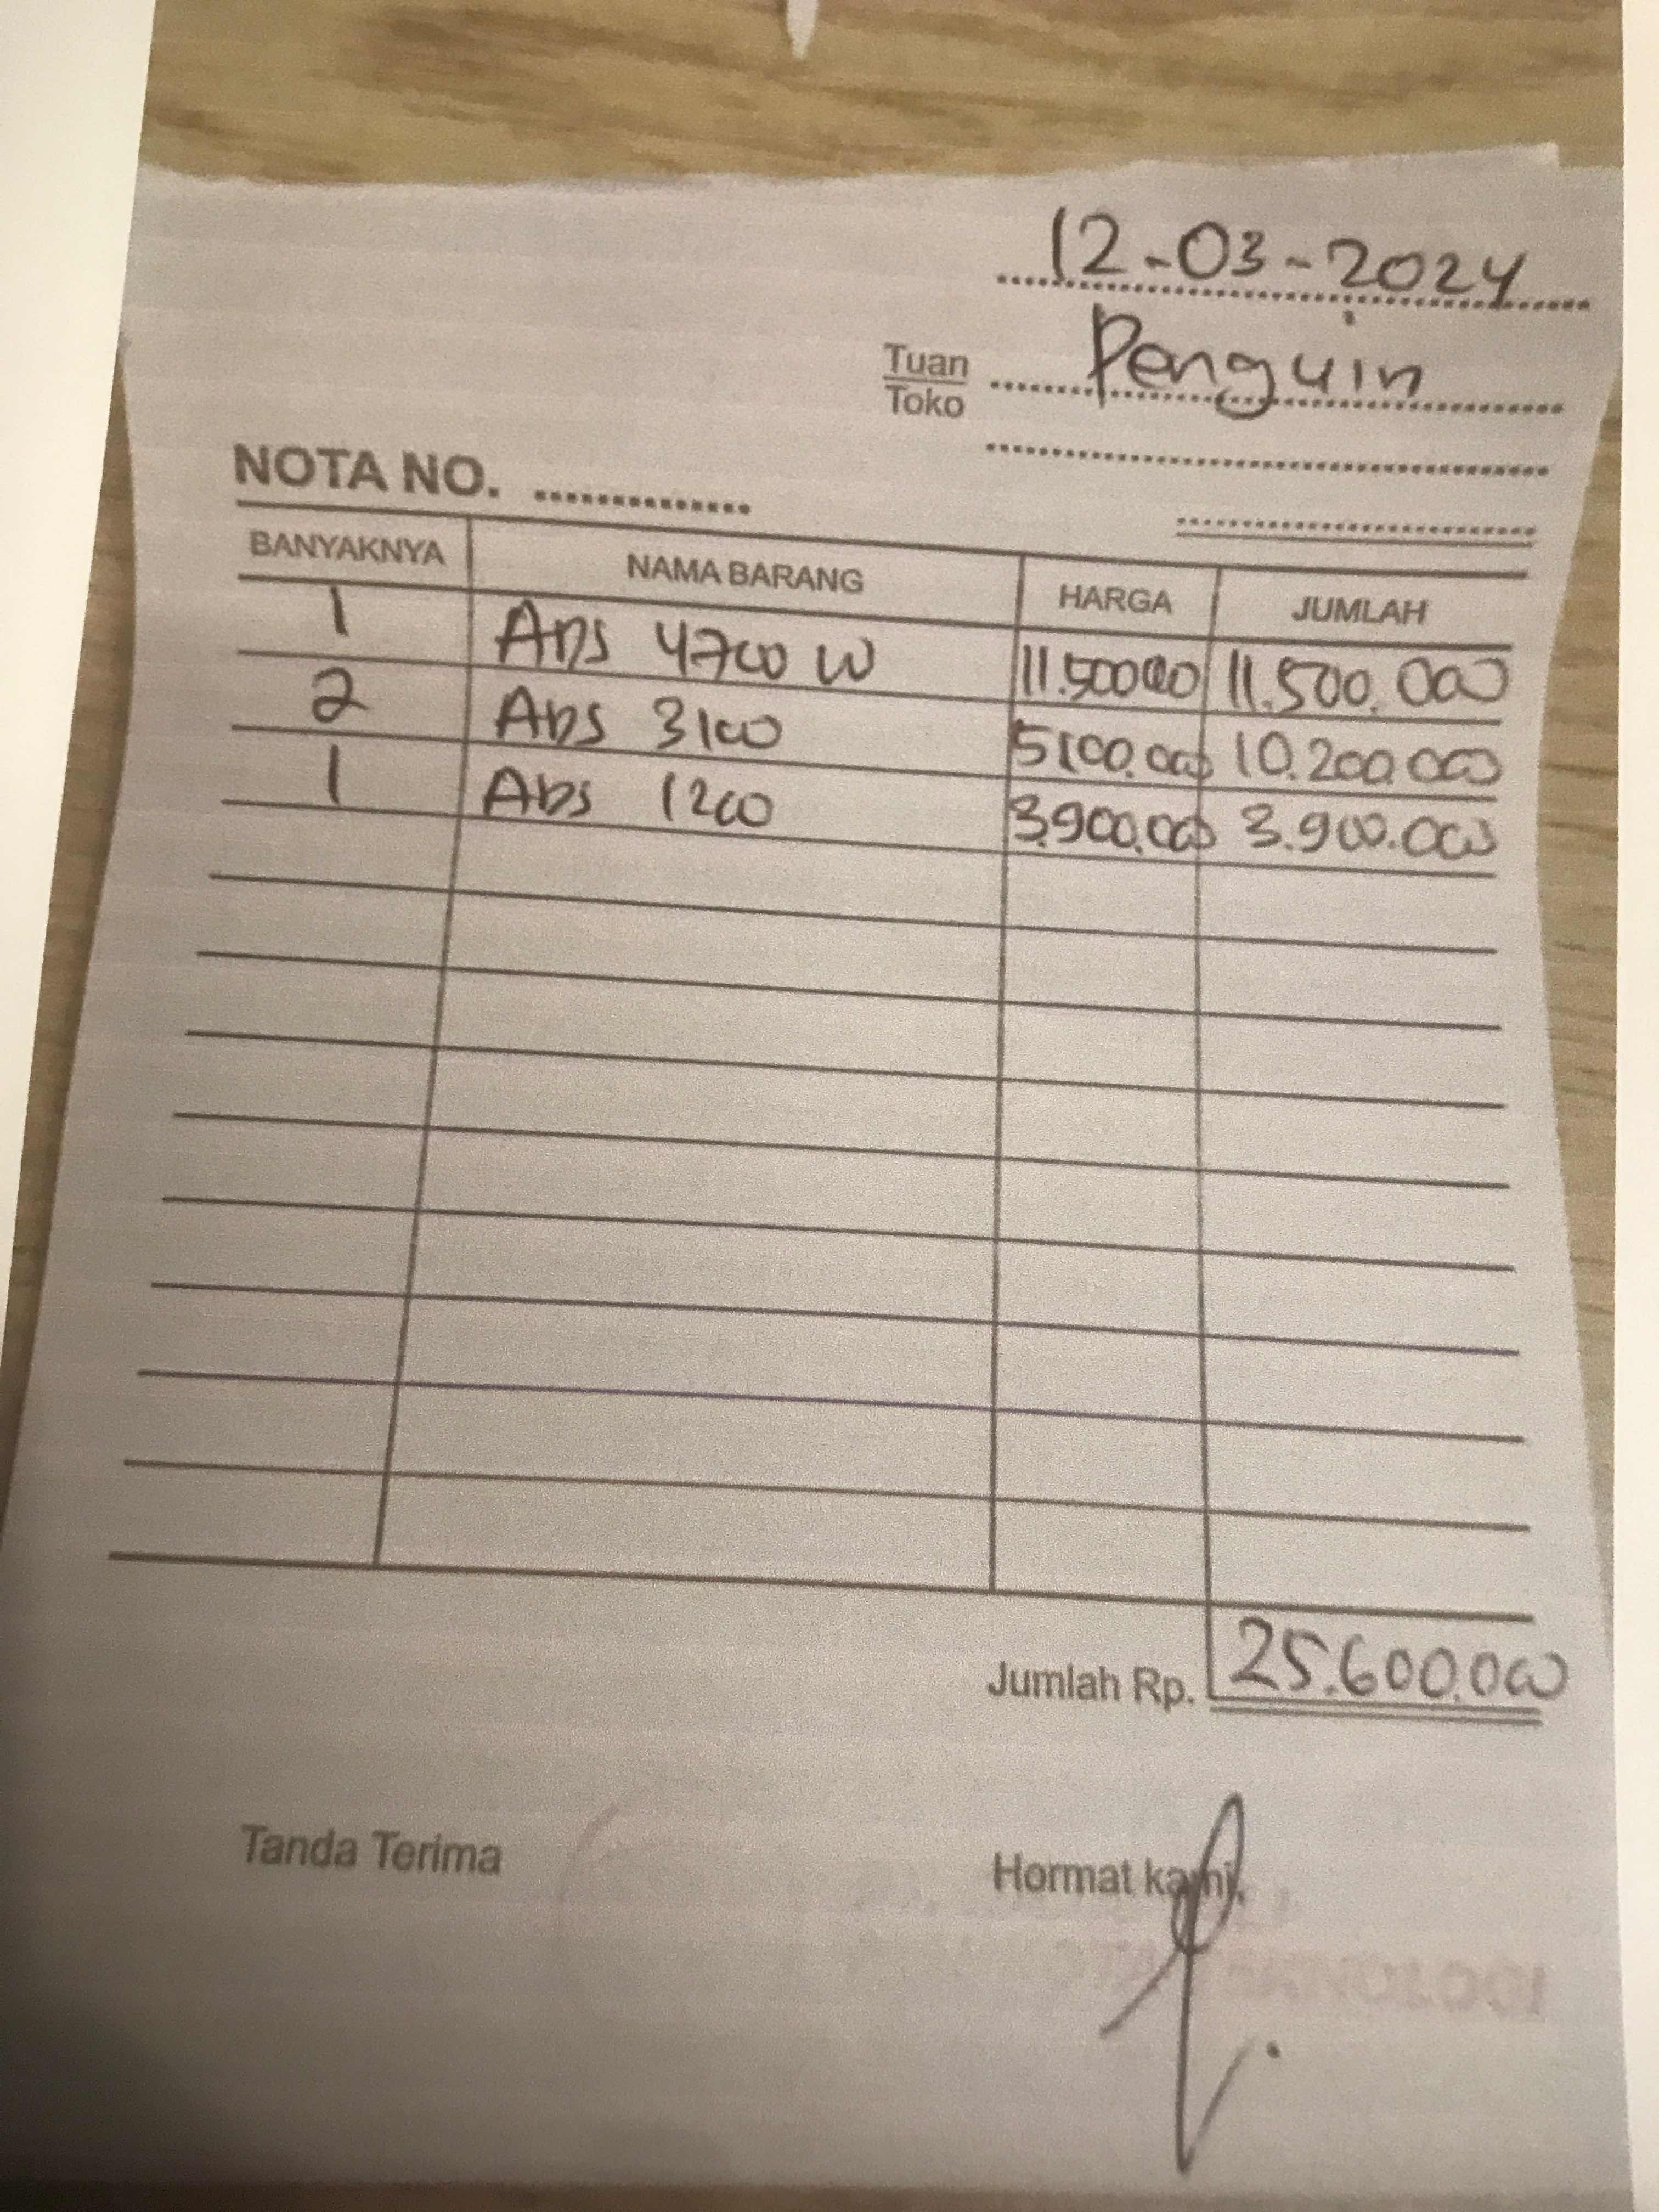 12-03-2024
Tuan Penguin
Toko
NOTA NO.
BANYAKNYA NAMA BARANG HARGA JUMLAH
1 Abs 4700 W 11.500000 11.500.000
2 Abs 3100 5100.000 10.200.000
1 Abs 1200 3.900.000 3.900.000
Jumlah Rp. 25.600.000
Tanda Terima Hormat kami,